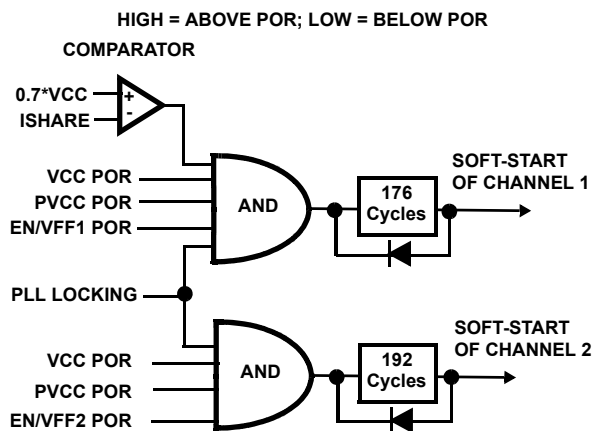 HIGH = ABOVE POR; LOW = BELOW POR
COMPARATOR
0.7*VCC
+
ISHARE
-
VCC POR
PVCC POR
EN/VFF1 POR
AND
176
Cycles
SOFT-START
OF CHANNEL 1
PLL LOCKING
VCC POR
PVCC POR
EN/VFF2 POR
AND
192
Cycles
SOFT-START
OF CHANNEL 2